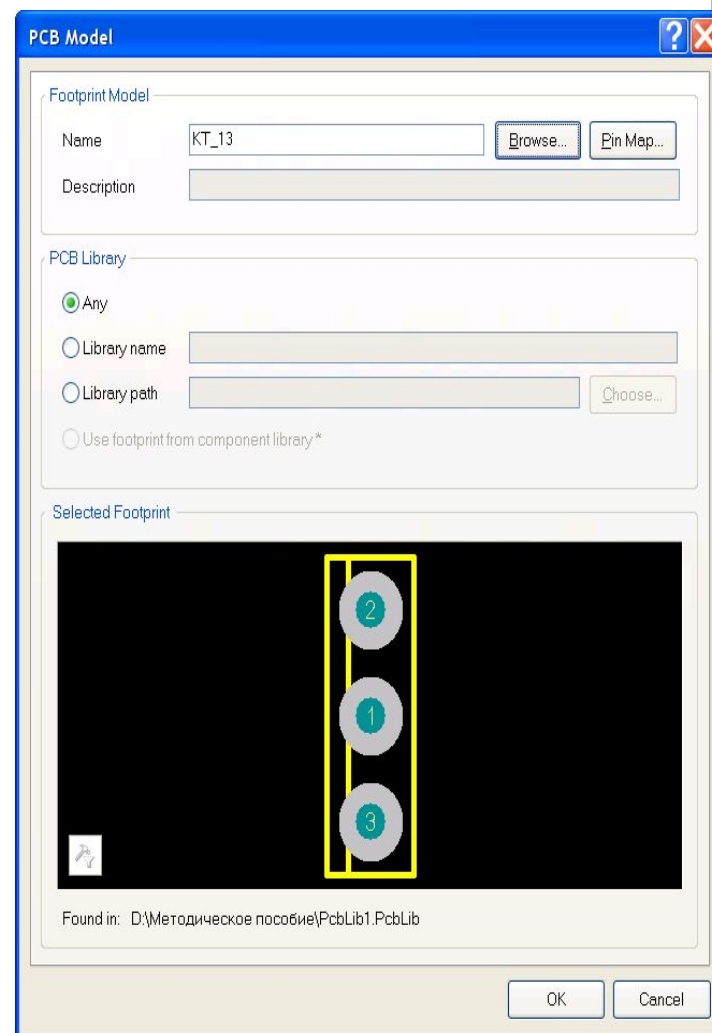 PCB Model
Footprint Model
Name KT_13 Browse... Pin Map...
Description
PCB Library
Any
Library name
Library path Choose...
Use footprint from component library *
Selected Footprint
2
1
3
Found in: D:\Методическое пособие\PcbLib1.PcbLib
OK Cancel